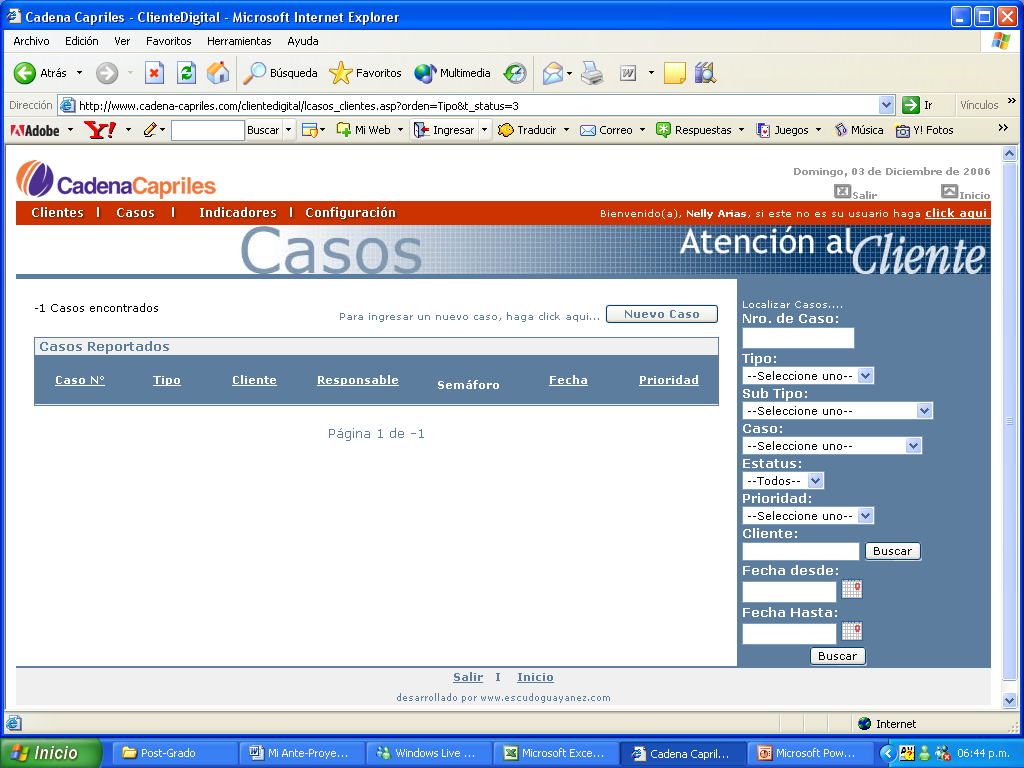 Cadena Capriles - ClienteDigital - Microsoft Internet Explorer
Archivo Edición Ver Favoritos Herramientas Ayuda
Atrás Búsqueda Favoritos Multimedia
Dirección http://www.cadena-capriles.com/clientedigital/lcasos_clientes.asp?orden=Tipo&t_status=3 Ir Vínculos »
Adobe Y! Buscar Mi Web Ingresar Traducir Correo Respuestas Juegos Música Y! Fotos »
CadenaCapriles
Domingo, 03 de Diciembre de 2006
Salir Inicio
Clientes I Casos I Indicadores I Configuración
Bienvenido(a), Nelly Arias, si este no es su usuario haga click aqui
Casos
Atención al Cliente
-1 Casos encontrados
Para ingresar un nuevo caso, haga click aqui... Nuevo Caso
Casos Reportados
Caso Nº Tipo Cliente Responsable Semáforo Fecha Prioridad
Página 1 de -1
Localizar Casos....
Nro. de Caso:
Tipo:
--Seleccione uno--
Sub Tipo:
--Seleccione uno--
Caso:
--Seleccione uno--
Estatus:
--Todos--
Prioridad:
--Seleccione uno--
Cliente:
Buscar
Fecha desde:
Fecha Hasta:
Buscar
Salir I Inicio
desarrollado por www.escudoguayanez.com
Internet
Inicio Post-Grado Mi Ante-Proye... Windows Live ... Microsoft Exce... Cadena Capril... Microsoft Pow... 06:44 p.m.